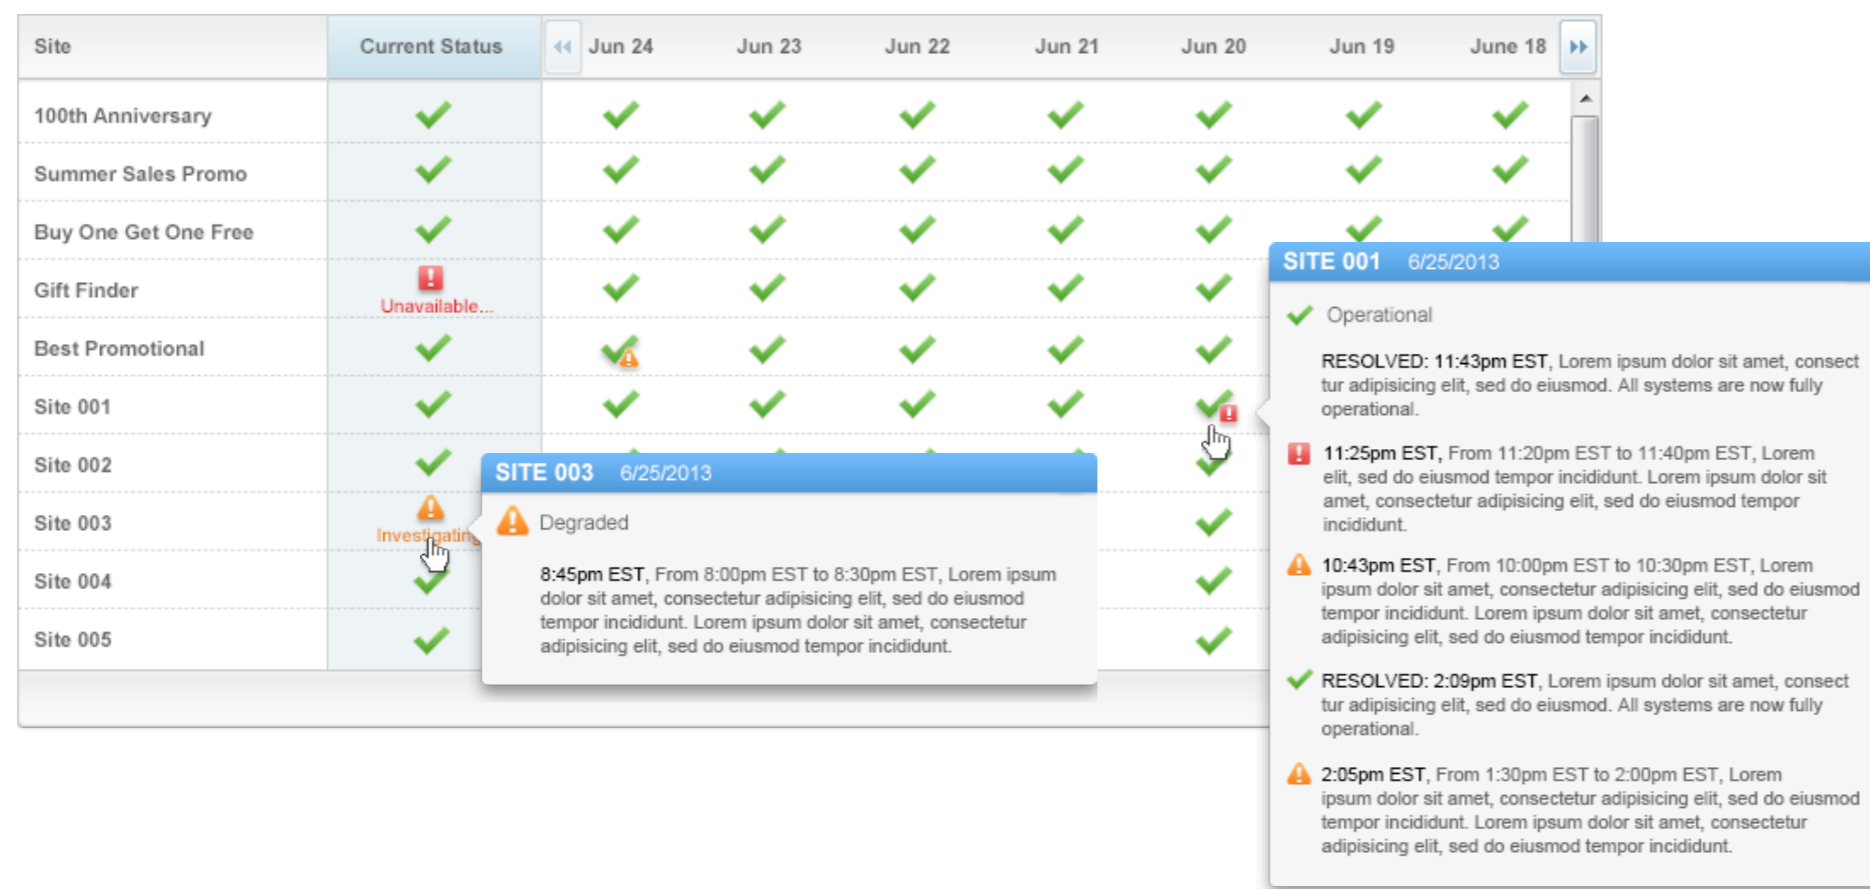 Site Current Status Jun 24 Jun 23 Jun 22 Jun 21 Jun 20 Jun 19 June 18
100th Anniversary
Summer Sales Promo
Buy One Get One Free
Gift Finder
Unavailable...
Best Promotional
Site 001
Site 002
Site 003
Investigating
Site 004
Site 005
SITE 003 6/25/2013
Degraded
8:45pm EST, From 8:00pm EST to 8:30pm EST, Lorem ipsum
dolor sit amet, consectetur adipisicing elit, sed do eiusmod
tempor incididunt. Lorem ipsum dolor sit amet, consectetur
adipisicing elit, sed do eiusmod tempor incididunt.
SITE 001 6/25/2013
Operational
RESOLVED: 11:43pm EST, Lorem ipsum dolor sit amet, consect
tur adipisicing elit, sed do eiusmod. All systems are now fully
operational.
11:25pm EST, From 11:20pm EST to 11:40pm EST, Lorem
elit, sed do eiusmod tempor incididunt. Lorem ipsum dolor sit
amet, consectetur adipisicing elit, sed do eiusmod tempor
incididunt.
10:43pm EST, From 10:00pm EST to 10:30pm EST, Lorem
ipsum dolor sit amet, consectetur adipisicing elit, sed do eiusmod
tempor incididunt. Lorem ipsum dolor sit amet, consectetur
adipisicing elit, sed do eiusmod tempor incididunt.
RESOLVED: 2:09pm EST, Lorem ipsum dolor sit amet, consect
tur adipisicing elit, sed do eiusmod. All systems are now fully
operational.
2:05pm EST, From 1:30pm EST to 2:00pm EST, Lorem
ipsum dolor sit amet, consectetur adipisicing elit, sed do eiusmod
tempor incididunt. Lorem ipsum dolor sit amet, consectetur
adipisicing elit, sed do eiusmod tempor incididunt.